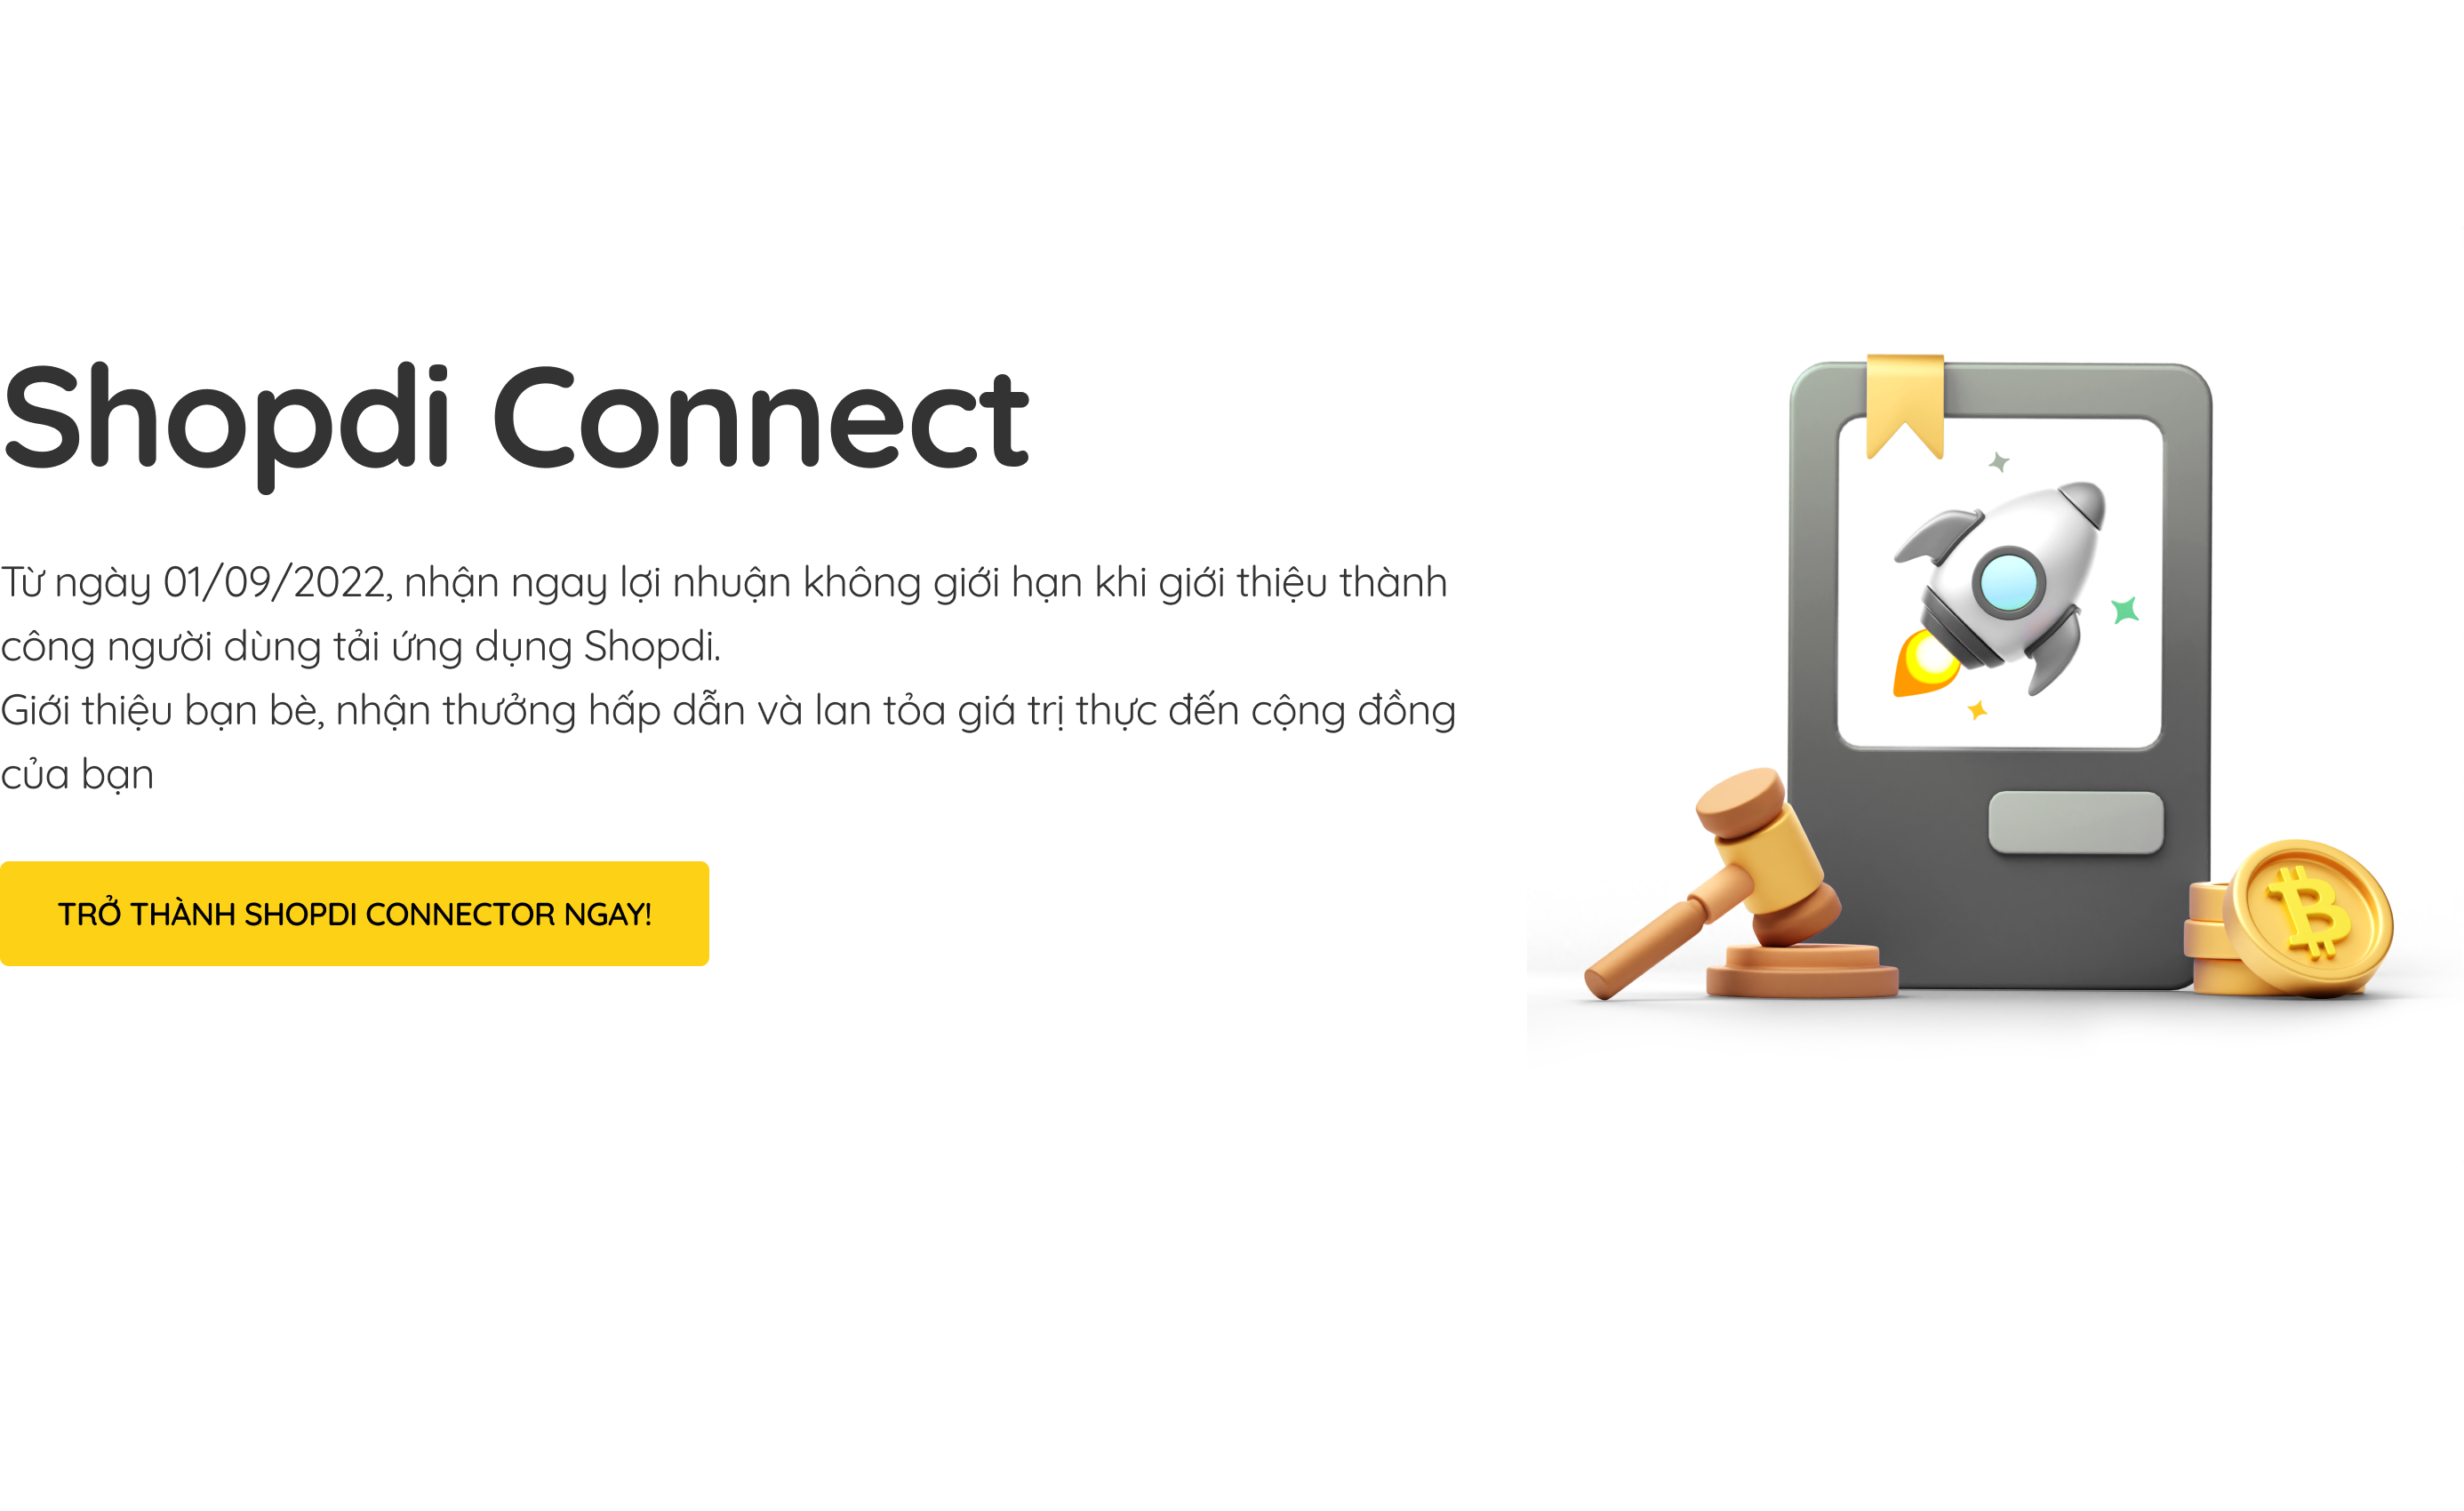 Shopdi Connect
Từ ngày 01/09/2022, nhận ngay lợi nhuận không giới hạn khi giới thiệu thành
công người dùng tải ứng dụng Shopdi.
Giới thiệu bạn bè, nhận thưởng hấp dẫn và lan tỏa giá trị thực đến cộng đồng
của bạn
TRỞ THÀNH SHOPDI CONNECTOR NGAY!